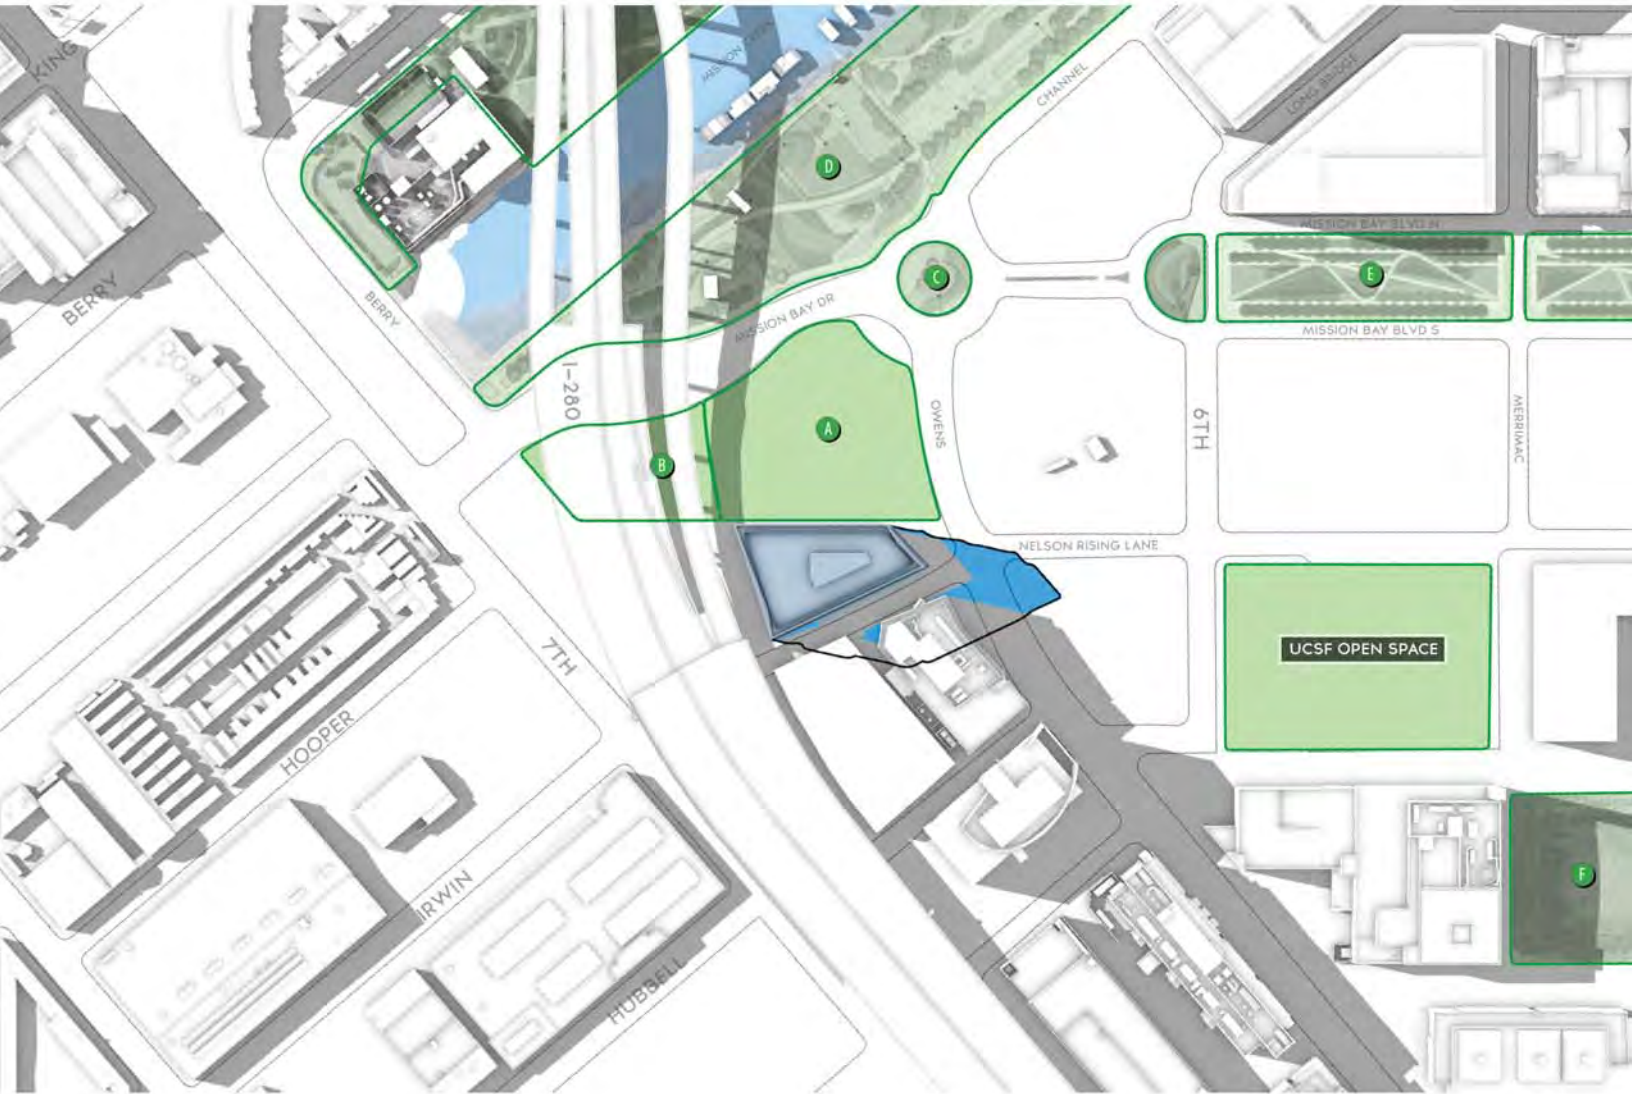 KING
MISSION CREEK
CHANNEL
LONG BRIDGE
D
MISSION BAY BLVD N
C
E
BERRY
BERRY
MISSION BAY DR
MISSION BAY BLVD S
I-280
A
OWENS
6TH
MERRIMAC
B
NELSON RISING LANE
7TH
UCSF OPEN SPACE
HOOPER
IRWIN
F
HUBBELL